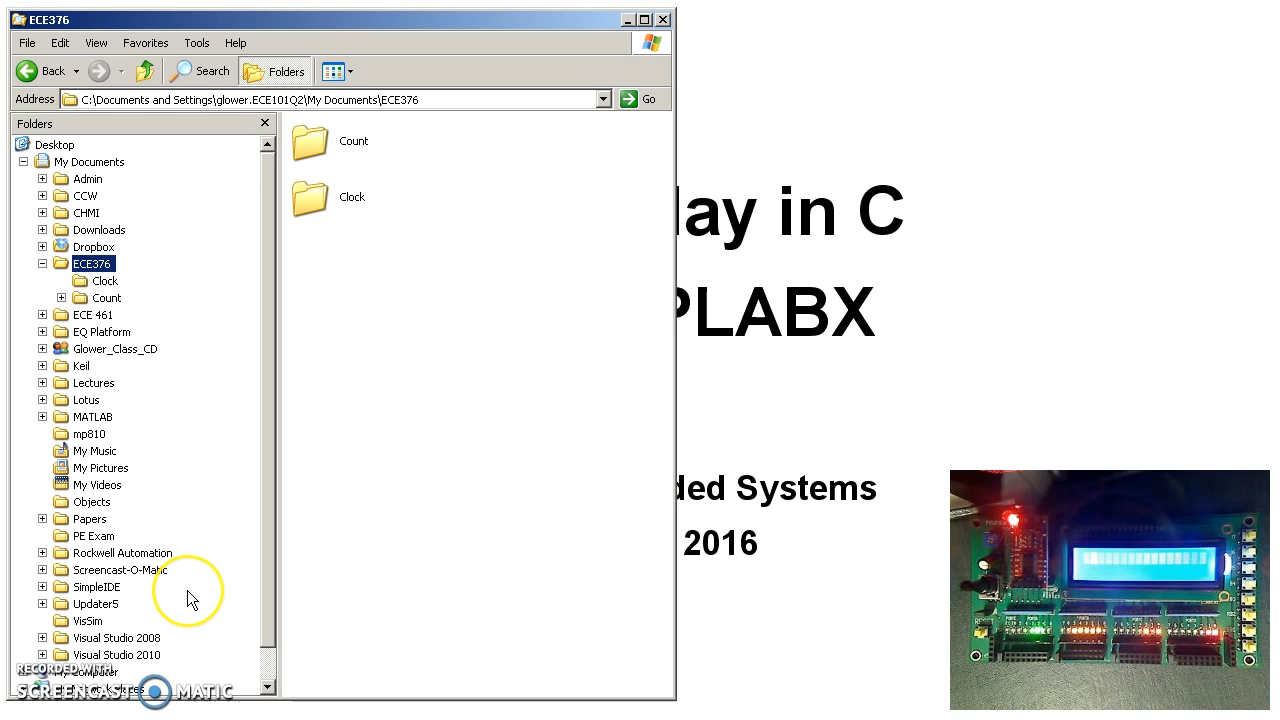 ECE376
File Edit View Favorites Tools Help
Back Search Folders
Address C:\Documents and Settings\glower.ECE101Q2\My Documents\ECE376 Go
Folders
Desktop
My Documents
Admin
CCW
CHMI
Downloads
Dropbox
ECE376
Clock
Count
ECE 461
EQ Platform
Glower_Class_CD
Keil
Lectures
Lotus
MATLAB
mp810
My Music
My Pictures
My Videos
Objects
Papers
PE Exam
Rockwell Automation
Screencast-O-Matic
SimpleIDE
Updater5
VisSim
Visual Studio 2008
Visual Studio 2010
My Computer
Count
Clock
lay in C
PLABX
ded Systems
2016
RECORDED WITH
SCREENCAST MATIC
RESET